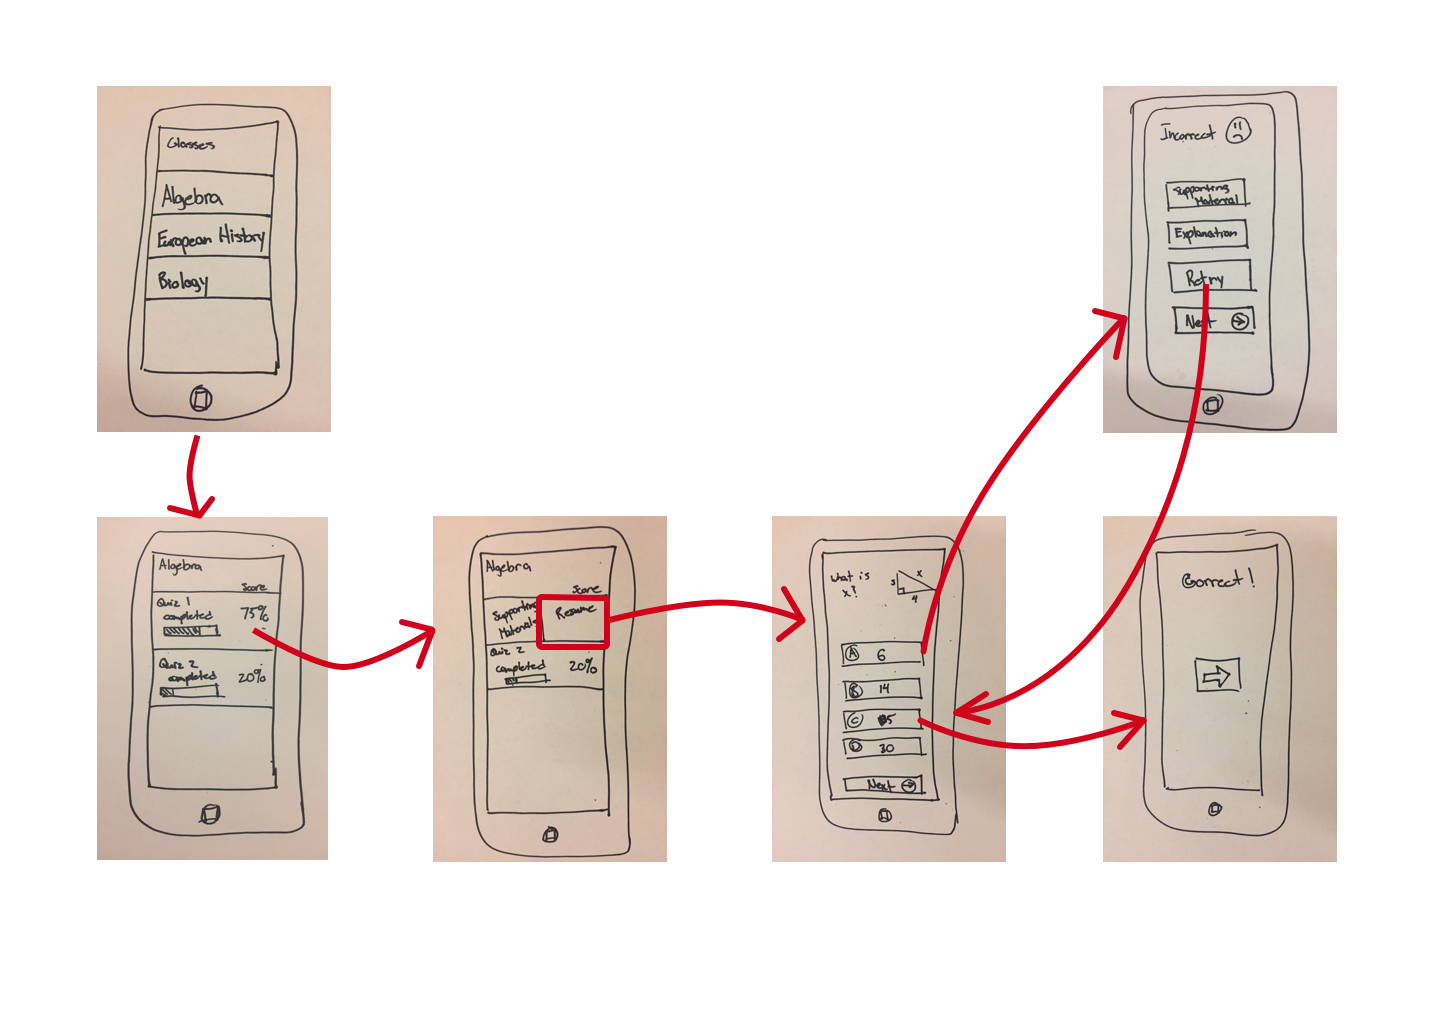 Classes
Algebra
European History
Biology
Algebra
Score
Quiz 1
completed
75%
Quiz 2
completed
20%
Algebra
Score
Supporting
Materials
Resume
Quiz 2
completed
20%
what is
x?
x
3
4
A 6
B 14
C 5
D 30
Next
Incorrect
Supporting
Material
Explanation
Retry
Next
Correct!